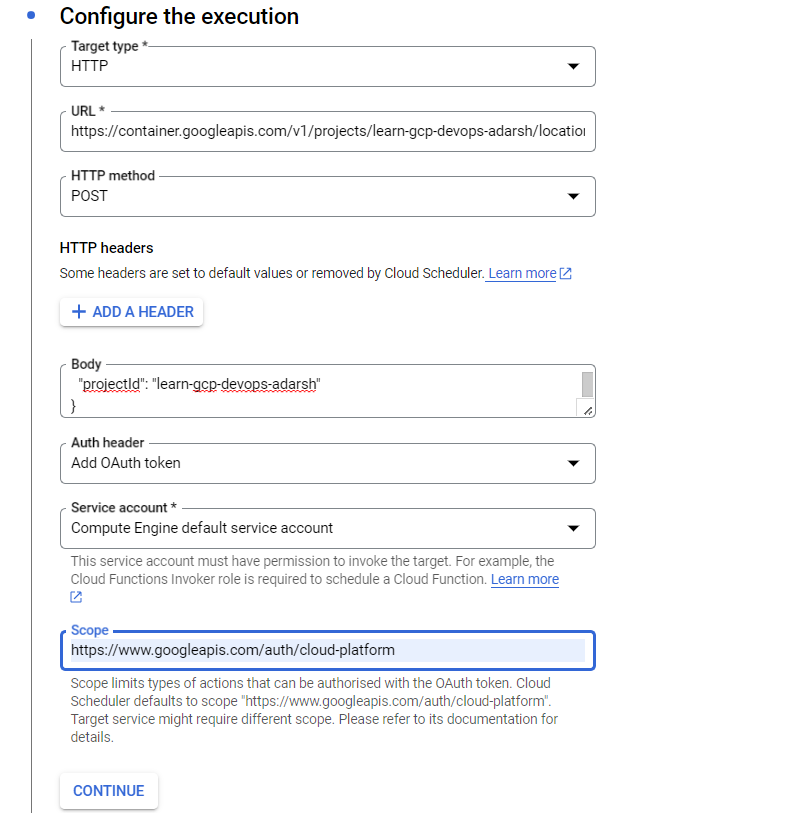 Configure the execution
Target type *
HTTP
URL *
https://container.googleapis.com/v1/projects/learn-gcp-devops-adarsh/location
HTTP method
POST
HTTP headers
Some headers are set to default values or removed by Cloud Scheduler. Learn more
+ ADD A HEADER
Body
"projectId": "learn-gcp-devops-adarsh"
}
Auth header
Add OAuth token
Service account *
Compute Engine default service account
This service account must have permission to invoke the target. For example, the
Cloud Functions Invoker role is required to schedule a Cloud Function. Learn more
Scope
https://www.googleapis.com/auth/cloud-platform
Scope limits types of actions that can be authorised with the OAuth token. Cloud
Scheduler defaults to scope "https://www.googleapis.com/auth/cloud-platform".
Target service might require different scope. Please refer to its documentation for
details.
CONTINUE